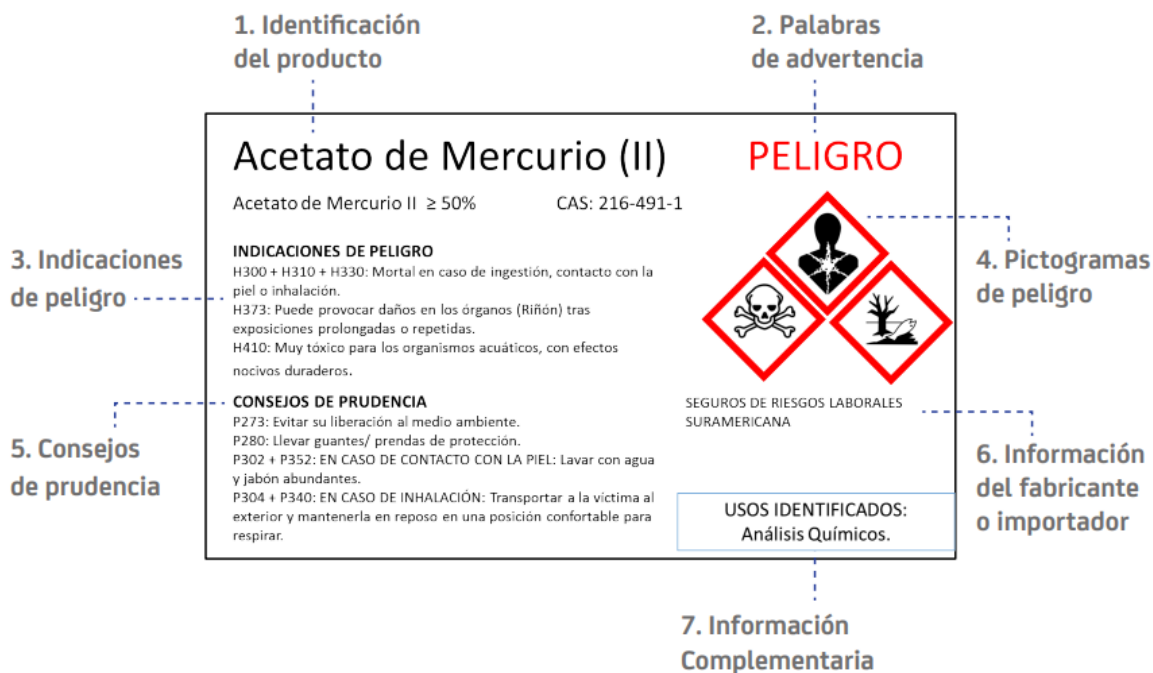 1. Identificación
del producto
2. Palabras
de advertencia
Acetato de Mercurio (II)
PELIGRO
Acetato de Mercurio II ≥ 50%
CAS: 216-491-1
3. Indicaciones
de peligro
INDICACIONES DE PELIGRO
H300 + H310 + H330: Mortal en caso de ingestión, contacto con la
piel o inhalación.
H373: Puede provocar daños en los órganos (Riñón) tras
exposiciones prolongadas o repetidas.
H410: Muy tóxico para los organismos acuáticos, con efectos
nocivos duraderos.
4. Pictogramas
de peligro
5. Consejos
de prudencia
CONSEJOS DE PRUDENCIA
P273: Evitar su liberación al medio ambiente.
P280: Llevar guantes/ prendas de protección.
P302 + P352: EN CASO DE CONTACTO CON LA PIEL: Lavar con agua
y jabón abundantes.
P304 + P340: EN CASO DE INHALACIÓN: Transportar a la víctima al
exterior y mantenerla en reposo en una posición confortable para
respirar.
SEGUROS DE RIESGOS LABORALES
SURAMERICANA
6. Información
del fabricante
o importador
USOS IDENTIFICADOS:
Análisis Químicos.
7. Información
Complementaria